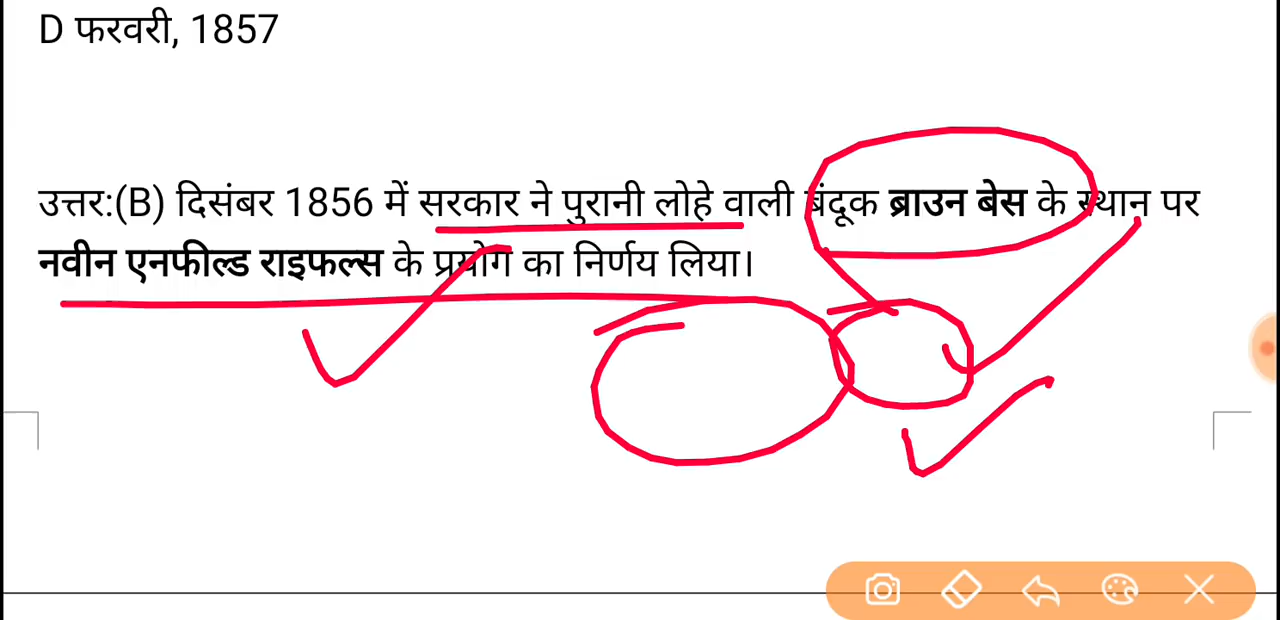 D फरवरी, 1857
उत्तर:(B) दिसंबर 1856 में सरकार ने पुरानी लोहे वाली बंदूक ब्राउन बेस के स्थान पर
नवीन एनफील्ड राइफल्स के प्रयोग का निर्णय लिया।